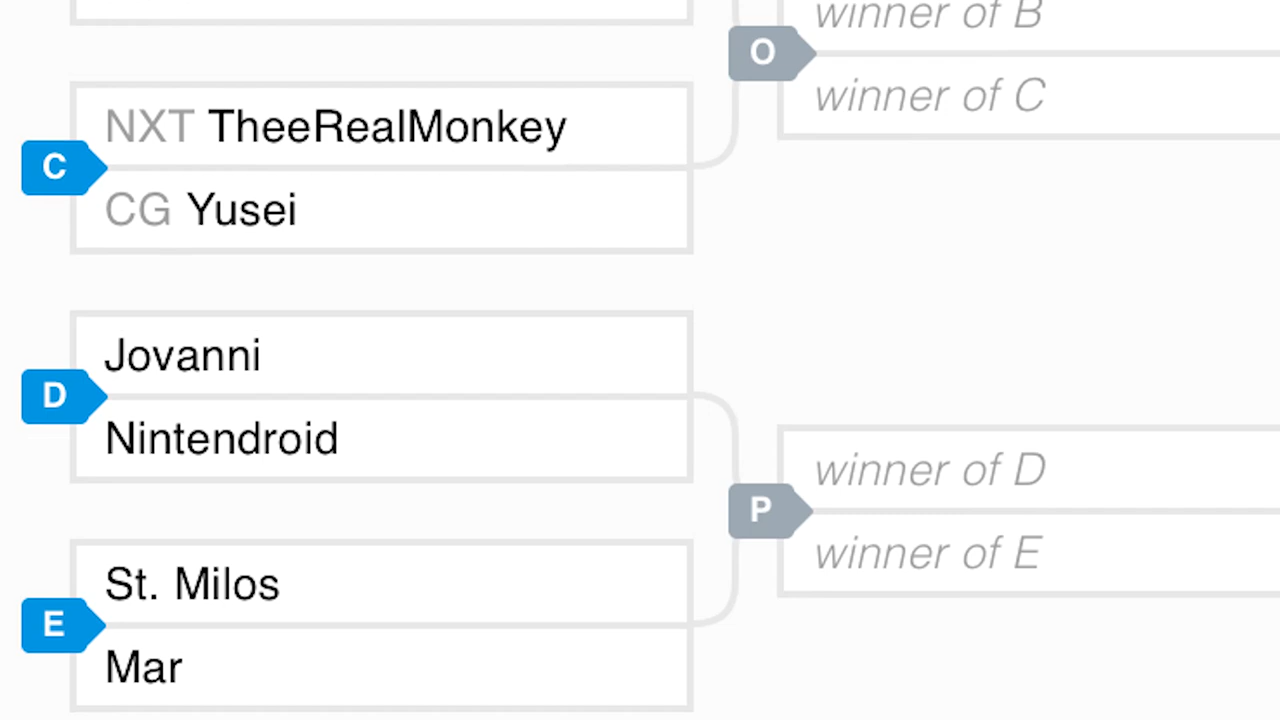 winner of B
O
winner of C
NXT TheeRealMonkey
C
CG Yusei
Jovanni
D
Nintendroid
winner of D
P
winner of E
St. Milos
E
Mar